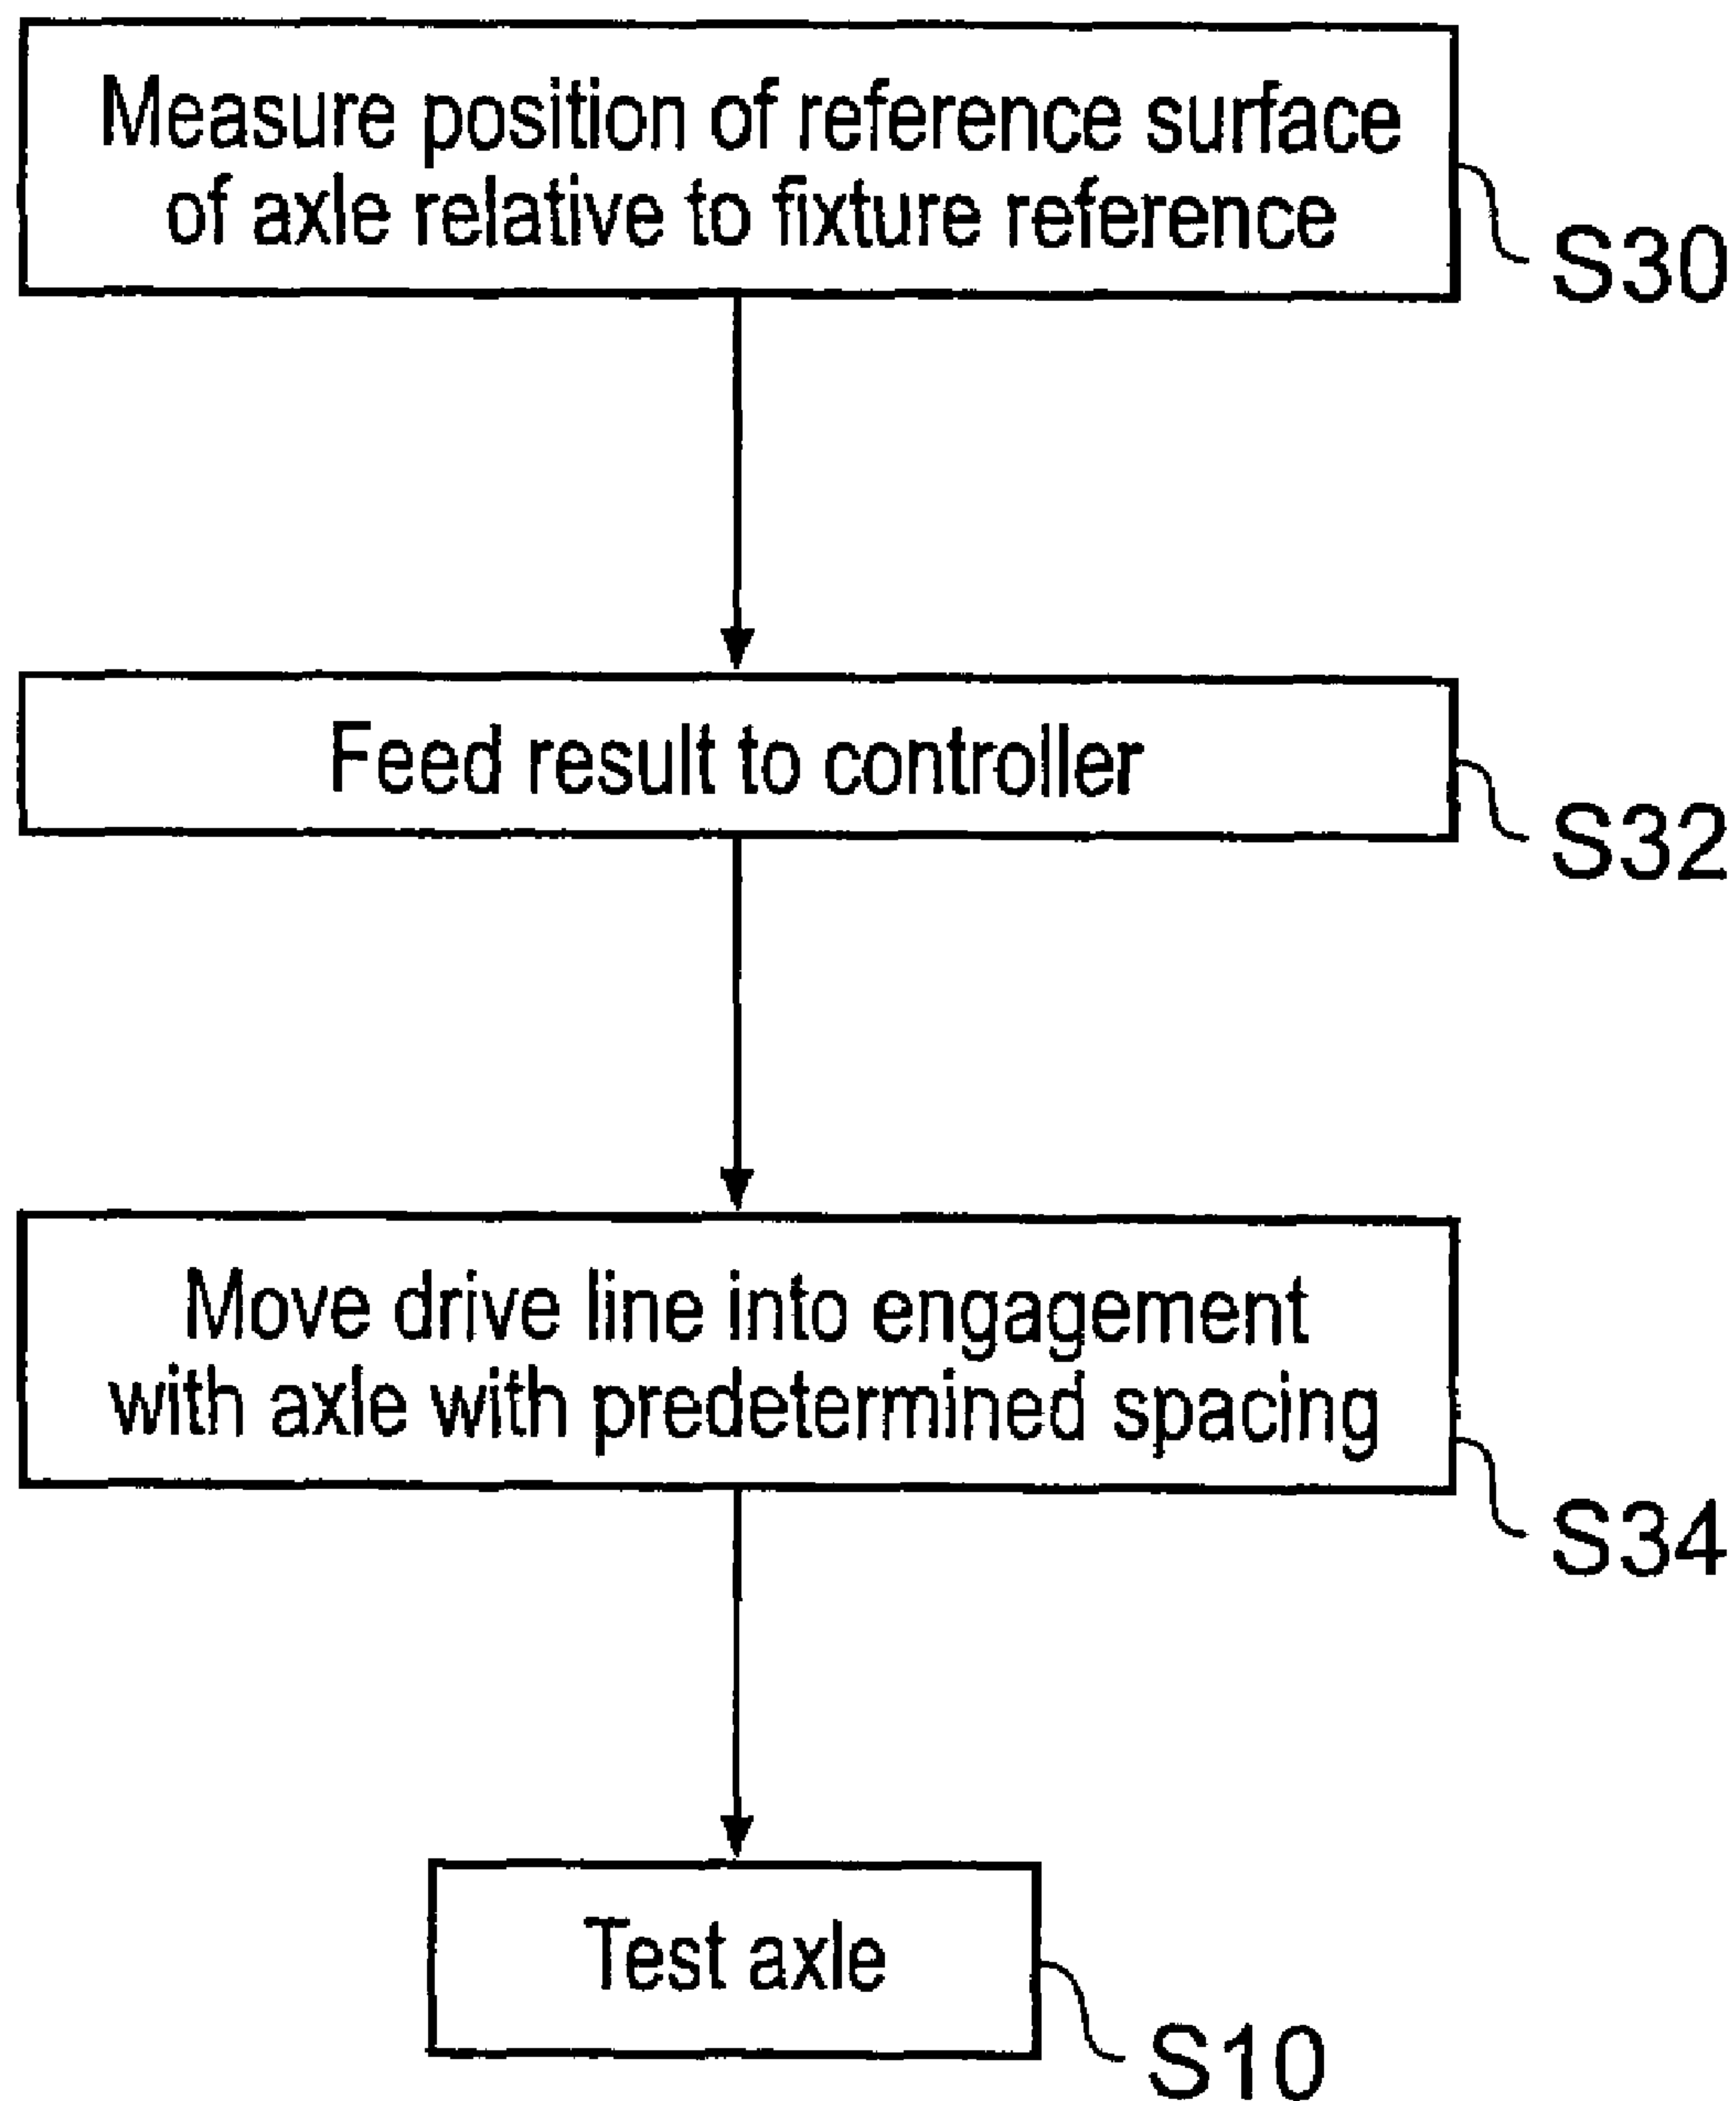 Measure position of reference surface
of axle relative to fixture reference
S30
Feed result to controller
S32
Move drive line into engagement
with axle with predetermined spacing
S34
Test axle
S10